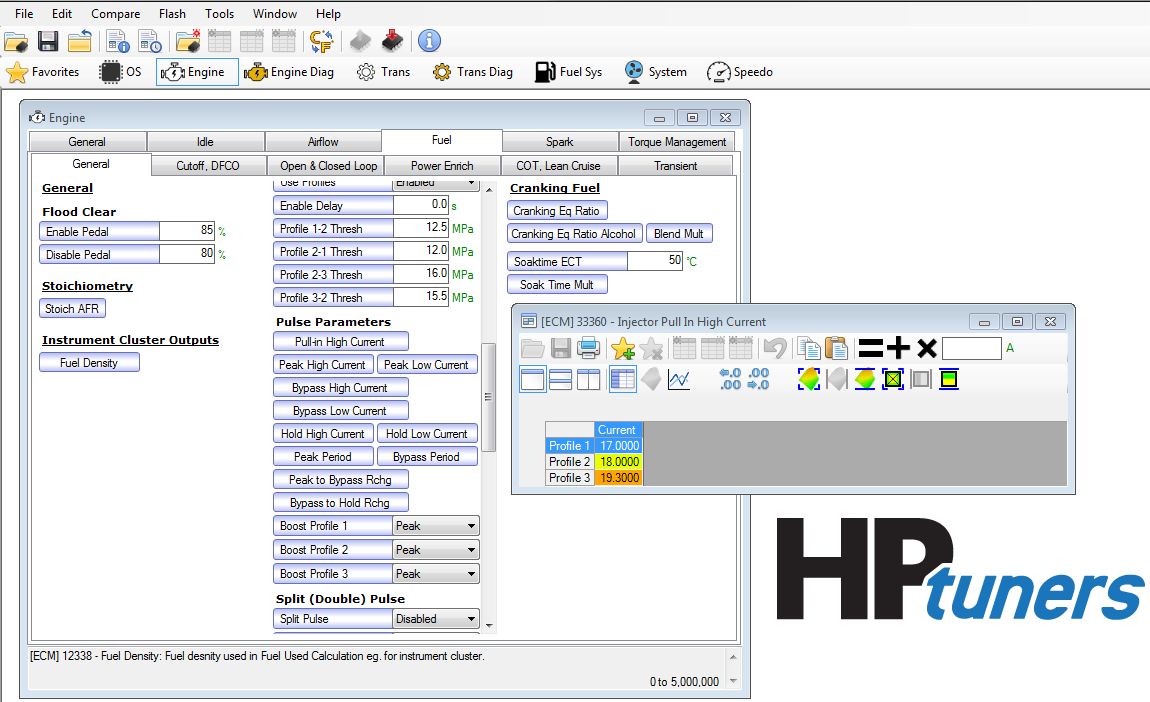 File Edit Compare Flash Tools Window Help
Favorites OS Engine Engine Diag Trans Trans Diag Fuel Sys System Speedo
Engine
General Idle Airflow Fuel Spark Torque Management
General Cutoff, DFCO Open & Closed Loop Power Enrich COT, Lean Cruise Transient
General
Flood Clear
Enable Pedal 85 %
Disable Pedal 80 %
Stoichiometry
Stoich AFR
Instrument Cluster Outputs
Fuel Density
Use Profiles Enabled
Enable Delay 0.0 s
Profile 1-2 Thresh 12.5 MPa
Profile 2-1 Thresh 12.0 MPa
Profile 2-3 Thresh 16.0 MPa
Profile 3-2 Thresh 15.5 MPa
Pulse Parameters
Pull-in High Current
Peak High Current Peak Low Current
Bypass High Current
Bypass Low Current
Hold High Current Hold Low Current
Peak Period Bypass Period
Peak to Bypass Rchg
Bypass to Hold Rchg
Boost Profile 1 Peak
Boost Profile 2 Peak
Boost Profile 3 Peak
Split (Double) Pulse
Split Pulse Disabled
Cranking Fuel
Cranking Eq Ratio
Cranking Eq Ratio Alcohol Blend Mult
Soaktime ECT 50 °C
Soak Time Mult
[ECM] 33360 - Injector Pull In High Current
A
←.0 .00
.00 →.0
Current
Profile 1 17.0000
Profile 2 18.0000
Profile 3 19.3000
HPtuners
[ECM] 12338 - Fuel Density: Fuel desnity used in Fuel Used Calculation eg. for instrument cluster.
0 to 5,000,000